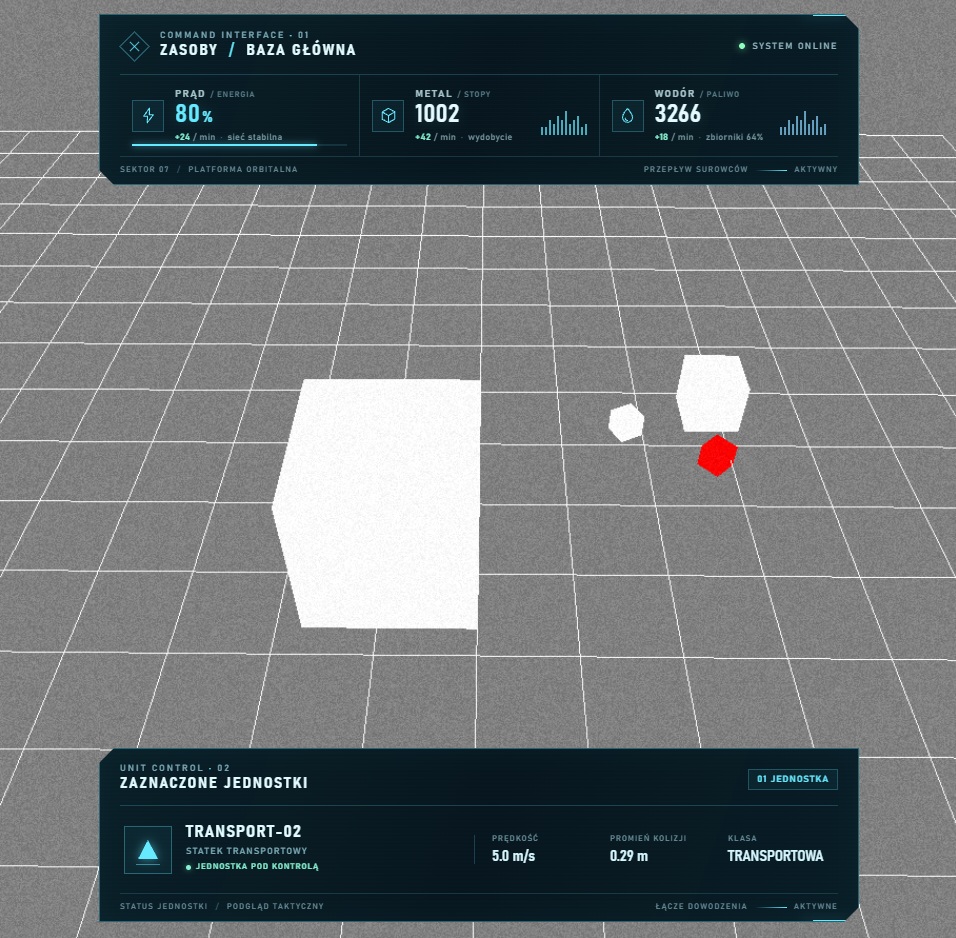 COMMAND INTERFACE · 01
ZASOBY / BAZA GŁÓWNA
SYSTEM ONLINE
PRĄD / ENERGIA
80%
+24 / min · sieć stabilna
METAL / STOPY
1002
+42 / min · wydobycie
WODÓR / PALIWO
3266
+18 / min · zbiorniki 64%
SEKTOR 07 / PLATFORMA ORBITALNA
PRZEPŁYW SUROWCÓW AKTYWNY
UNIT CONTROL · 02
ZAZNACZONE JEDNOSTKI
01 JEDNOSTKA
TRANSPORT-02
STATEK TRANSPORTOWY
JEDNOSTKA POD KONTROLĄ
PRĘDKOŚĆ
5.0 m/s
PROMIEŃ KOLIZJI
0.29 m
KLASA
TRANSPORTOWA
STATUS JEDNOSTKI / PODGLĄD TAKTYCZNY
ŁĄCZE DOWODZENIA AKTYWNE